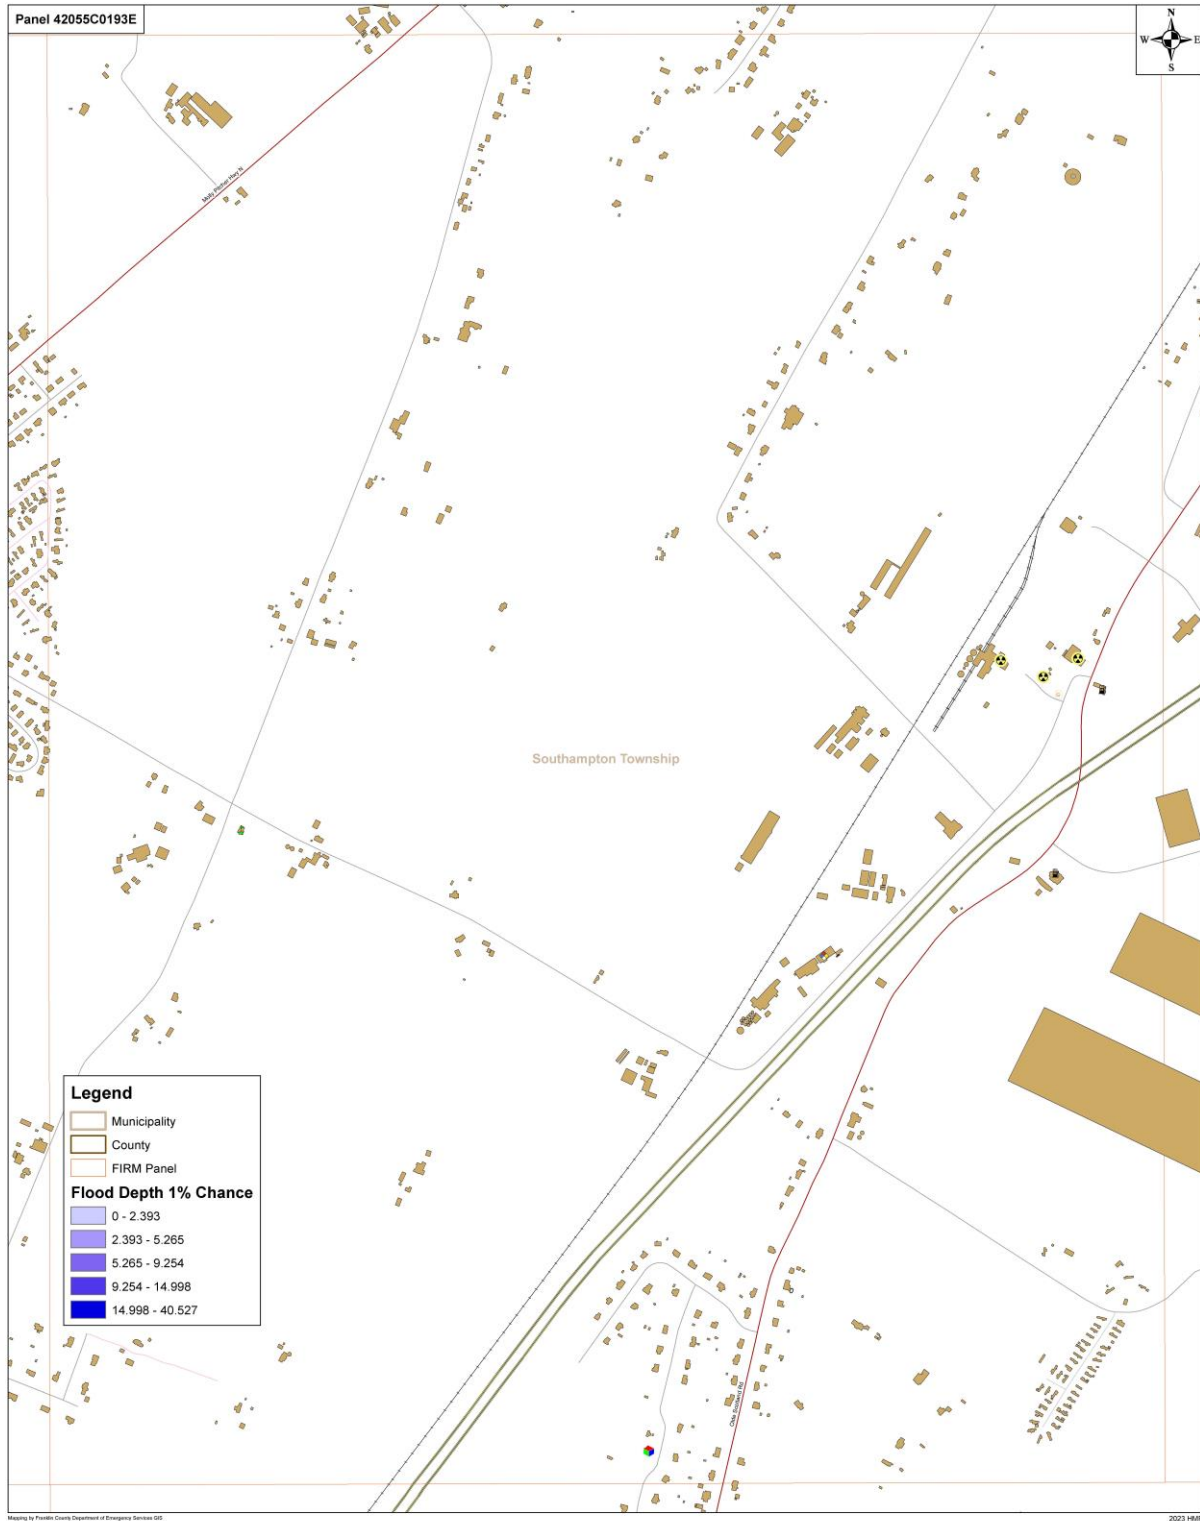 Panel 42055C0193E
N
W E
S
Molly Pitcher Hwy N
Southampton Township
Legend
Municipality
County
FIRM Panel
Flood Depth 1% Chance
0 - 2.393
2.393 - 5.265
5.265 - 9.254
9.254 - 14.998
14.998 - 40.527
Olde Scotland Rd
Mapping by Franklin County Department of Emergency Services GIS
2023 HMP